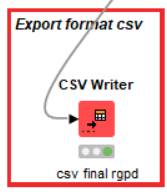 Export format csv
CSV Writer
csv final rgpd